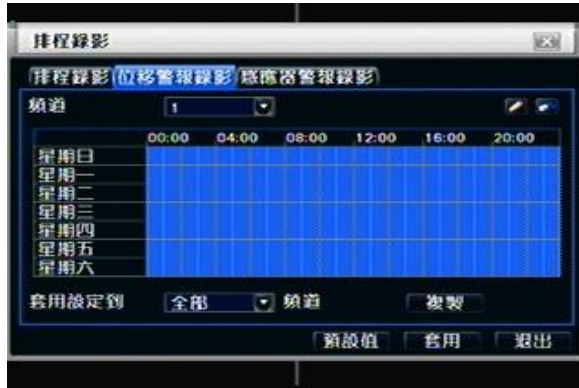 排程錄影
排程錄影 位移警報錄影 感應器警報錄影
頻道 1
00:00 04:00 08:00 12:00 16:00 20:00
星期日
星期一
星期二
星期三
星期四
星期五
星期六
套用設定到 全部 頻道 複製
預設值 套用 退出